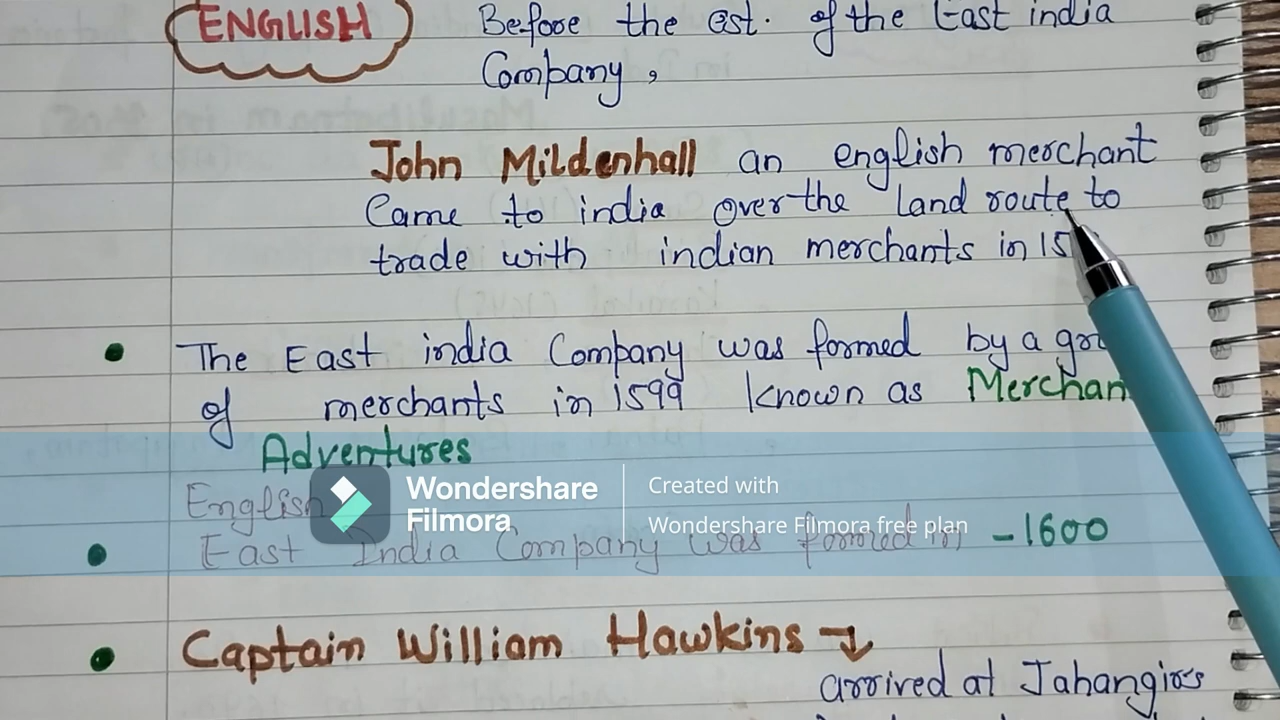 ENGLISH
Before the est. of the East india
Company,
John Mildenhall an english merchant
Came to india over the land route to
trade with indian merchants in 15
The East india Company was formed by a
of merchants in 1599 known as Merchan
Adventures
English
East India Company was formed in - 1600
Wondershare
Filmora
Created with
Wondershare Filmora free plan
Captain William Hawkins ↴
arrived at Jahangirs